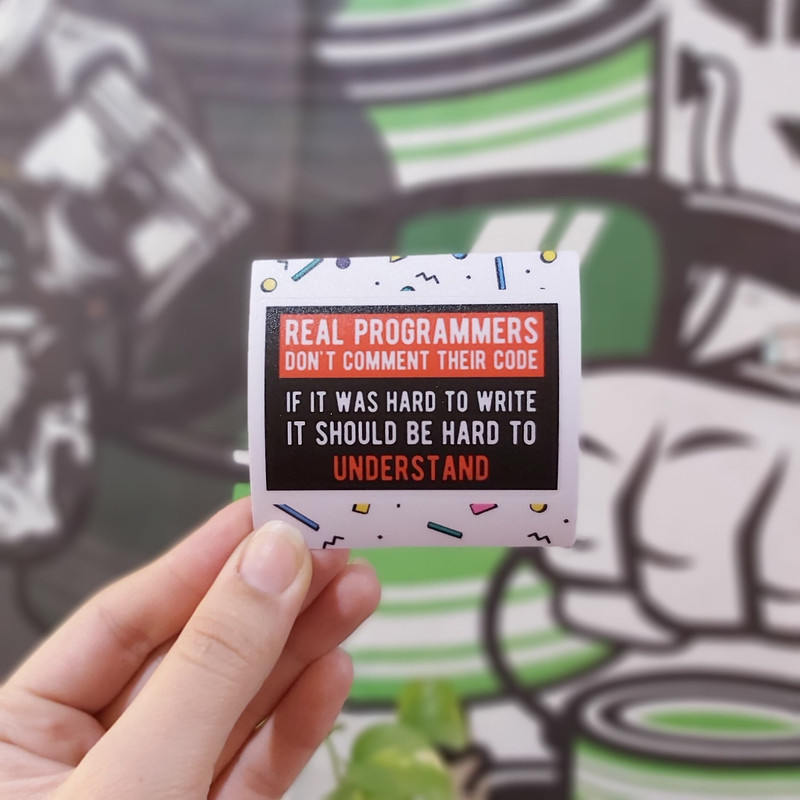 REAL PROGRAMMERS
DON'T COMMENT THEIR CODE
IF IT WAS HARD TO WRITE
IT SHOULD BE HARD TO
UNDERSTAND